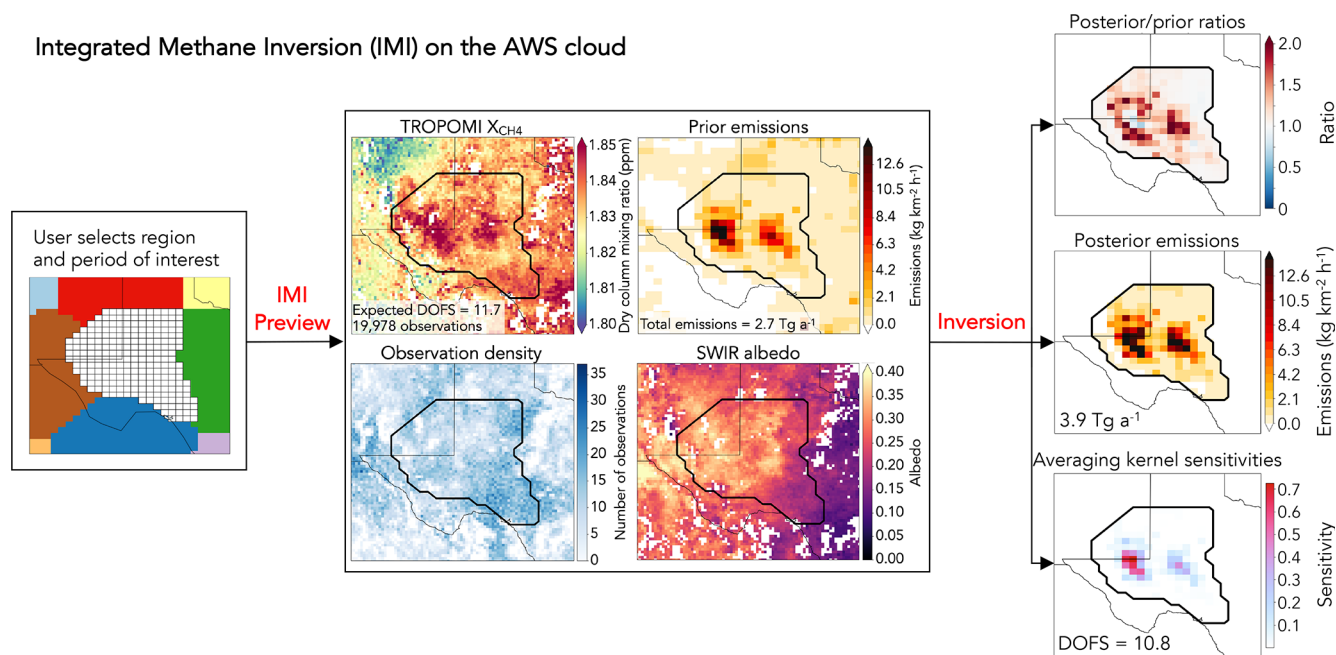 Integrated Methane Inversion (IMI) on the AWS cloud
User selects region
and period of interest
IMI
Preview
TROPOMI XCH4
Expected DOFS = 11.7
19,978 observations
1.85
1.84
1.83
1.82
1.81
1.80
Dry column mixing ratio (ppm)
Prior emissions
Total emissions = 2.7 Tg a-1
12.6
10.5
8.4
6.3
4.2
2.1
0.0
Emissions (kg km-2 h-1)
Observation density
35
30
25
20
15
10
5
0
Number of observations
SWIR albedo
0.40
0.35
0.30
0.25
0.20
0.15
0.10
0.05
0.00
Albedo
Inversion
Posterior/prior ratios
2.0
1.5
1.0
0.5
0
Ratio
Posterior emissions
3.9 Tg a-1
12.6
10.5
8.4
6.3
4.2
2.1
0.0
Emissions (kg km-2 h-1)
Averaging kernel sensitivities
DOFS = 10.8
0.7
0.6
0.5
0.4
0.3
0.2
0.1
Sensitivity